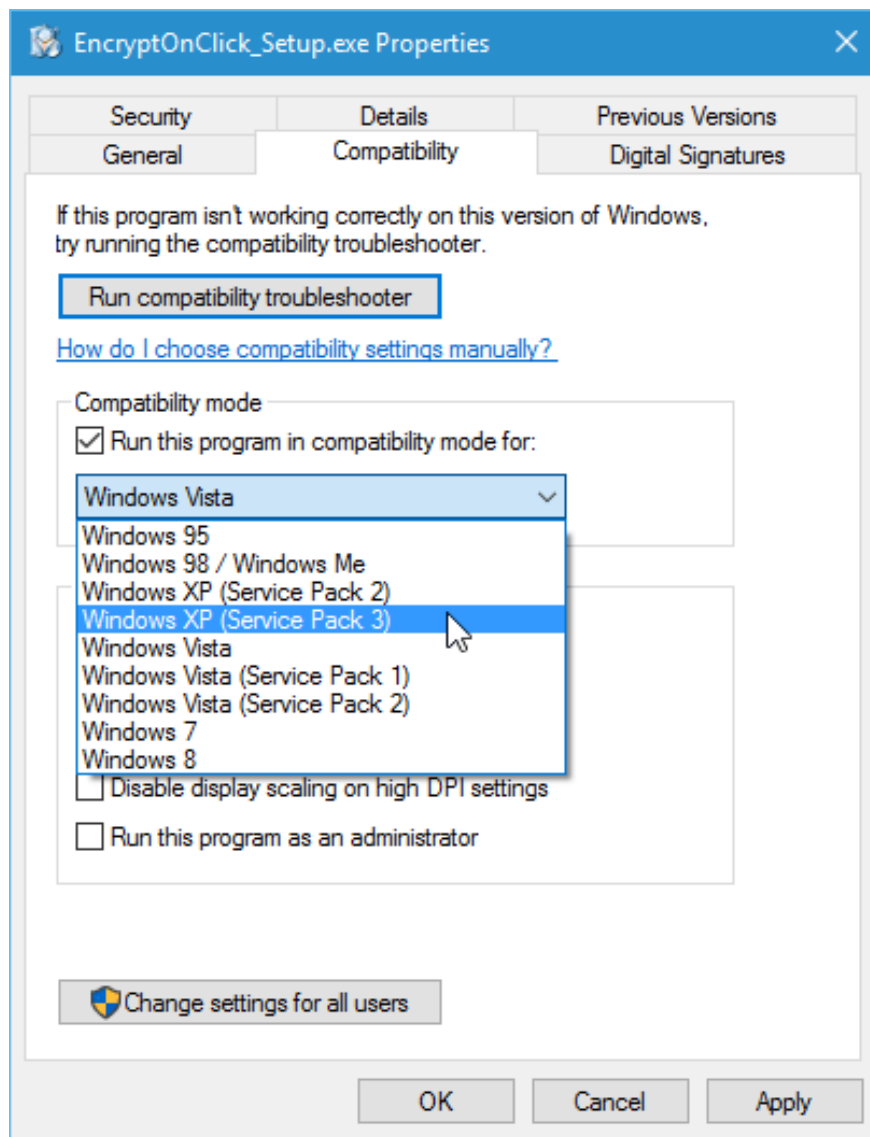 EncryptOnClick_Setup.exe Properties
Security Details Previous Versions
General Compatibility Digital Signatures
If this program isn't working correctly on this version of Windows,
try running the compatibility troubleshooter.
Run compatibility troubleshooter
How do I choose compatibility settings manually?
Compatibility mode
Run this program in compatibility mode for:
Windows Vista
Windows 95
Windows 98 / Windows Me
Windows XP (Service Pack 2)
Windows XP (Service Pack 3)
Windows Vista
Windows Vista (Service Pack 1)
Windows Vista (Service Pack 2)
Windows 7
Windows 8
Disable display scaling on high DPI settings
Run this program as an administrator
Change settings for all users
OK Cancel Apply